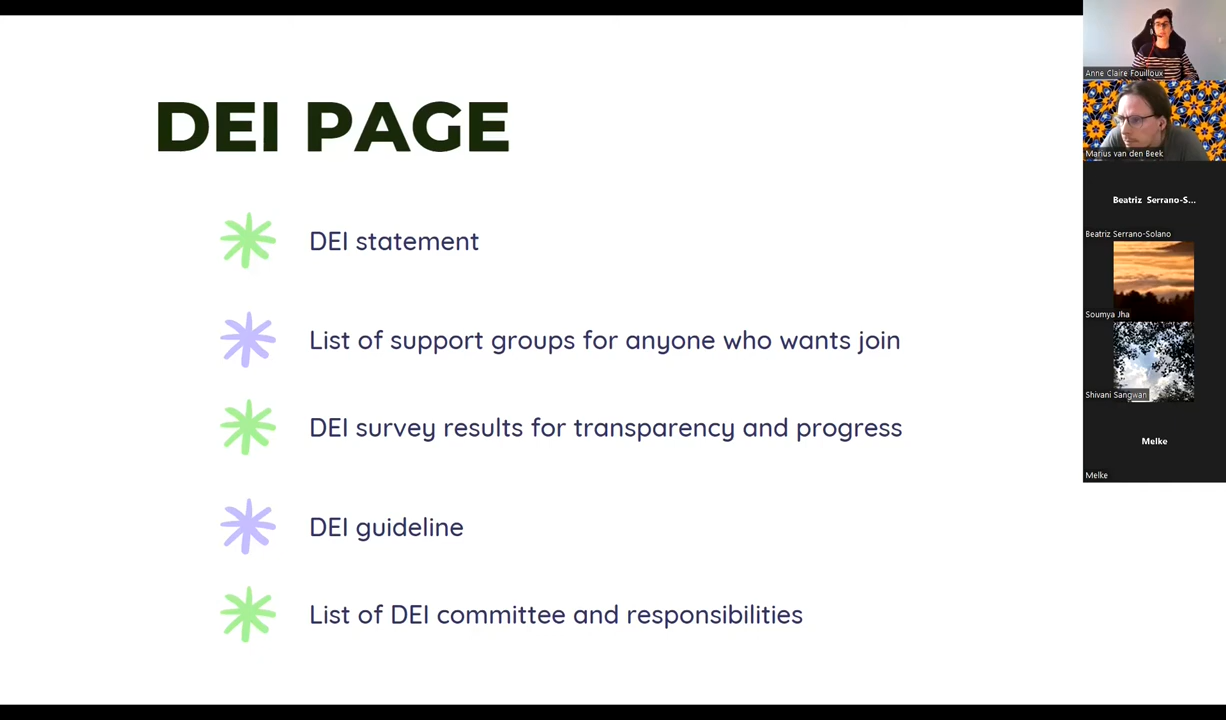 DEI PAGE
DEI statement
List of support groups for anyone who wants join
DEI survey results for transparency and progress
DEI guideline
List of DEI committee and responsibilities
Anne Claire Fouilloux
Marius van den Beek
Beatriz Serrano-S...
Beatriz Serrano-Solano
Soumya Jha
Shivani Sangwan
Melke
Melke